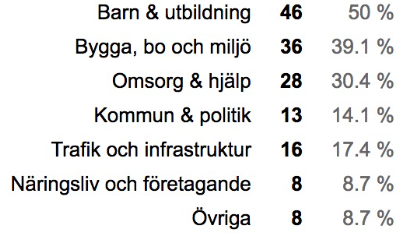 Barn & utbildning 46 50 %
Bygga, bo och miljö 36 39.1 %
Omsorg & hjälp 28 30.4 %
Kommun & politik 13 14.1 %
Trafik och infrastruktur 16 17.4 %
Näringsliv och företagande 8 8.7 %
Övriga 8 8.7 %